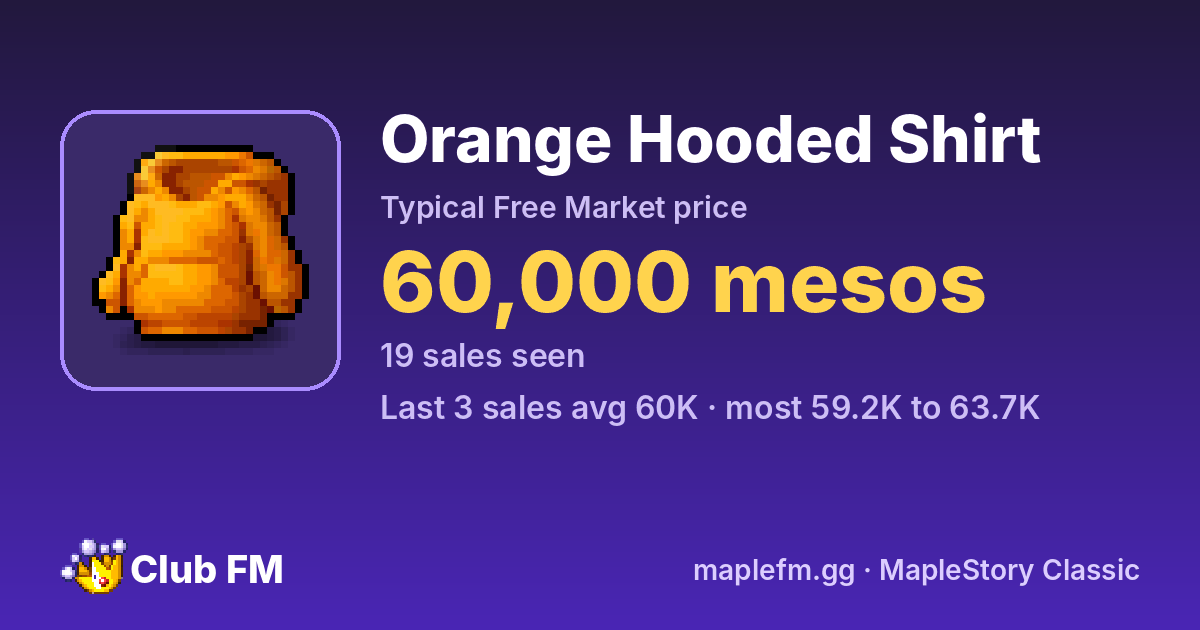 Orange Hooded Shirt
Typical Free Market price
60,000 mesos
19 sales seen
Last 3 sales avg 60K · most 59.2K to 63.7K
Club FM
maplefm.gg · MapleStory Classic